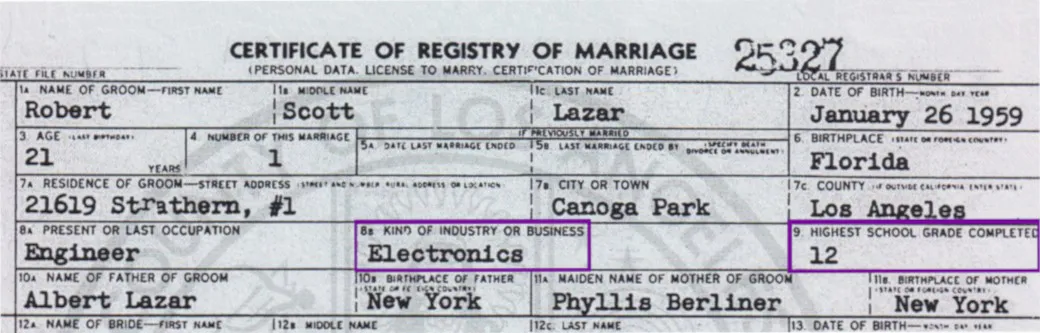 CERTIFICATE OF REGISTRY OF MARRIAGE 25327
(PERSONAL DATA, LICENSE TO MARRY, CERTIFICATION OF MARRIAGE)
STATE FILE NUMBER LOCAL REGISTRAR'S NUMBER
1A NAME OF GROOM—FIRST NAME 1B MIDDLE NAME 1C LAST NAME 2. DATE OF BIRTH—MONTH DAY YEAR
Robert Scott Lazar January 26 1959
3. AGE (LAST BIRTHDAY) 4. NUMBER OF THIS MARRIAGE IF PREVIOUSLY MARRIED 6. BIRTHPLACE (STATE OR FOREIGN COUNTRY)
5A. DATE LAST MARRIAGE ENDED 5B. LAST MARRIAGE ENDED BY (SPECIFY DEATH DIVORCE OR ANNULMENT)
21 YEARS 1 Florida
7A RESIDENCE OF GROOM—STREET ADDRESS (STREET AND NUMBER RURAL ADDRESS OR LOCATION) 7B. CITY OR TOWN 7C. COUNTY (IF OUTSIDE CALIFORNIA ENTER STATE)
21619 Strathern, #1 Canoga Park Los Angeles
8A PRESENT OR LAST OCCUPATION 8B KIND OF INDUSTRY OR BUSINESS 9. HIGHEST SCHOOL GRADE COMPLETED
Engineer Electronics 12
10A NAME OF FATHER OF GROOM 10B BIRTHPLACE OF FATHER (STATE OR FOREIGN COUNTRY) 11A MAIDEN NAME OF MOTHER OF GROOM 11B. BIRTHPLACE OF MOTHER (STATE OR FOREIGN COUNTRY)
Albert Lazar New York Phyllis Berliner New York
12A. NAME OF BRIDE—FIRST NAME 12B MIDDLE NAME 12C. LAST NAME 13. DATE OF BIRTH—MONTH DAY YEAR